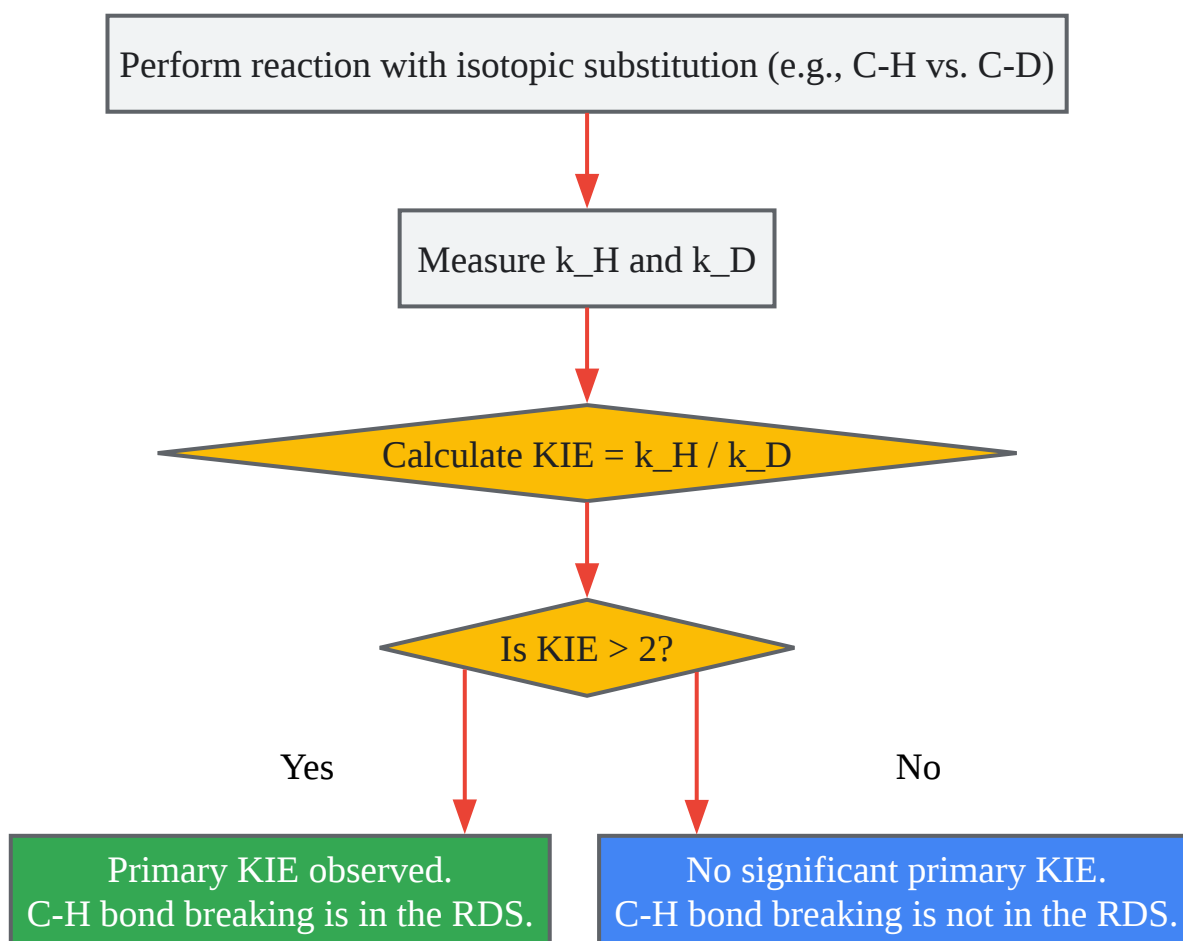 Perform reaction with isotopic substitution (e.g., C-H vs. C-D)
Measure k_H and k_D
Calculate KIE = k_H / k_D
Is KIE > 2?
Yes
No
Primary KIE observed.
C-H bond breaking is in the RDS.
No significant primary KIE.
C-H bond breaking is not in the RDS.